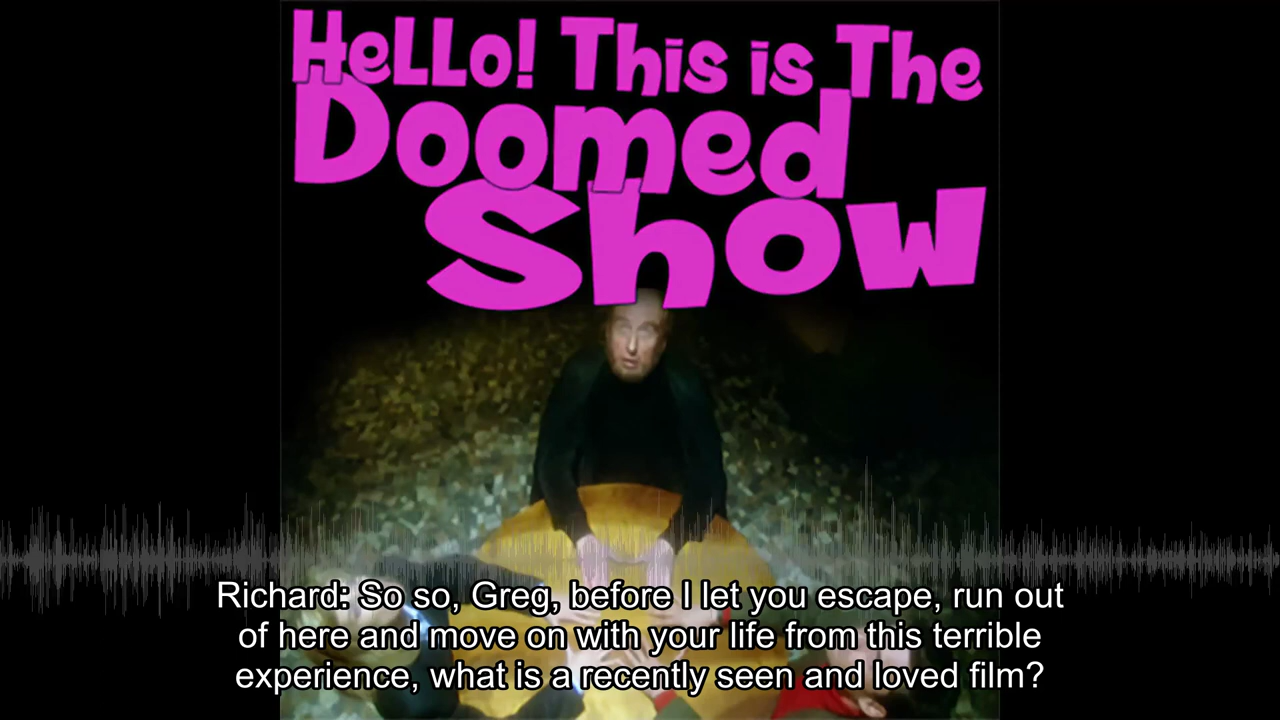 HeLLo! This is The
Doomed
Show
Richard: So so, Greg, before I let you escape, run out
of here and move on with your life from this terrible
experience, what is a recently seen and loved film?